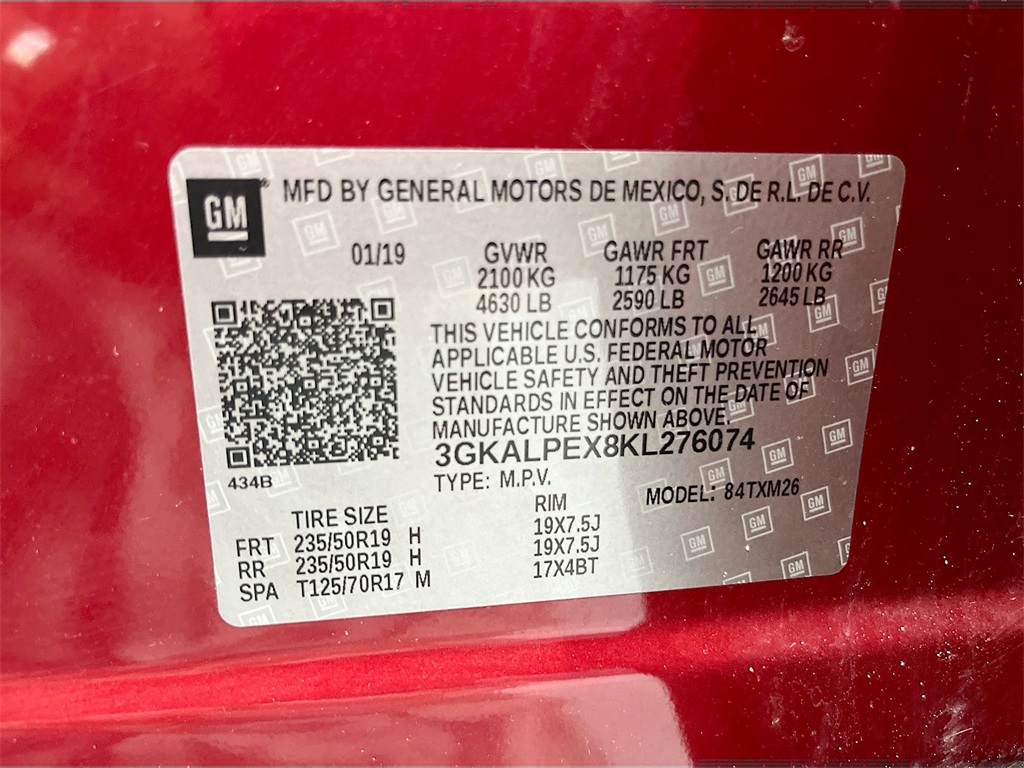 GM
MFD BY GENERAL MOTORS DE MEXICO, S. DE R.L. DE C.V.
01/19 GVWR GAWR FRT GAWR RR
2100 KG 1175 KG 1200 KG
4630 LB 2590 LB 2645 LB
THIS VEHICLE CONFORMS TO ALL
APPLICABLE U.S. FEDERAL MOTOR
VEHICLE SAFETY AND THEFT PREVENTION
STANDARDS IN EFFECT ON THE DATE OF
MANUFACTURE SHOWN ABOVE.
3GKALPEX8KL276074
434B
TYPE: M.P.V. MODEL: 84TXM26
TIRE SIZE RIM
FRT 235/50R19 H 19X7.5J
RR 235/50R19 H 19X7.5J
SPA T125/70R17 M 17X4BT